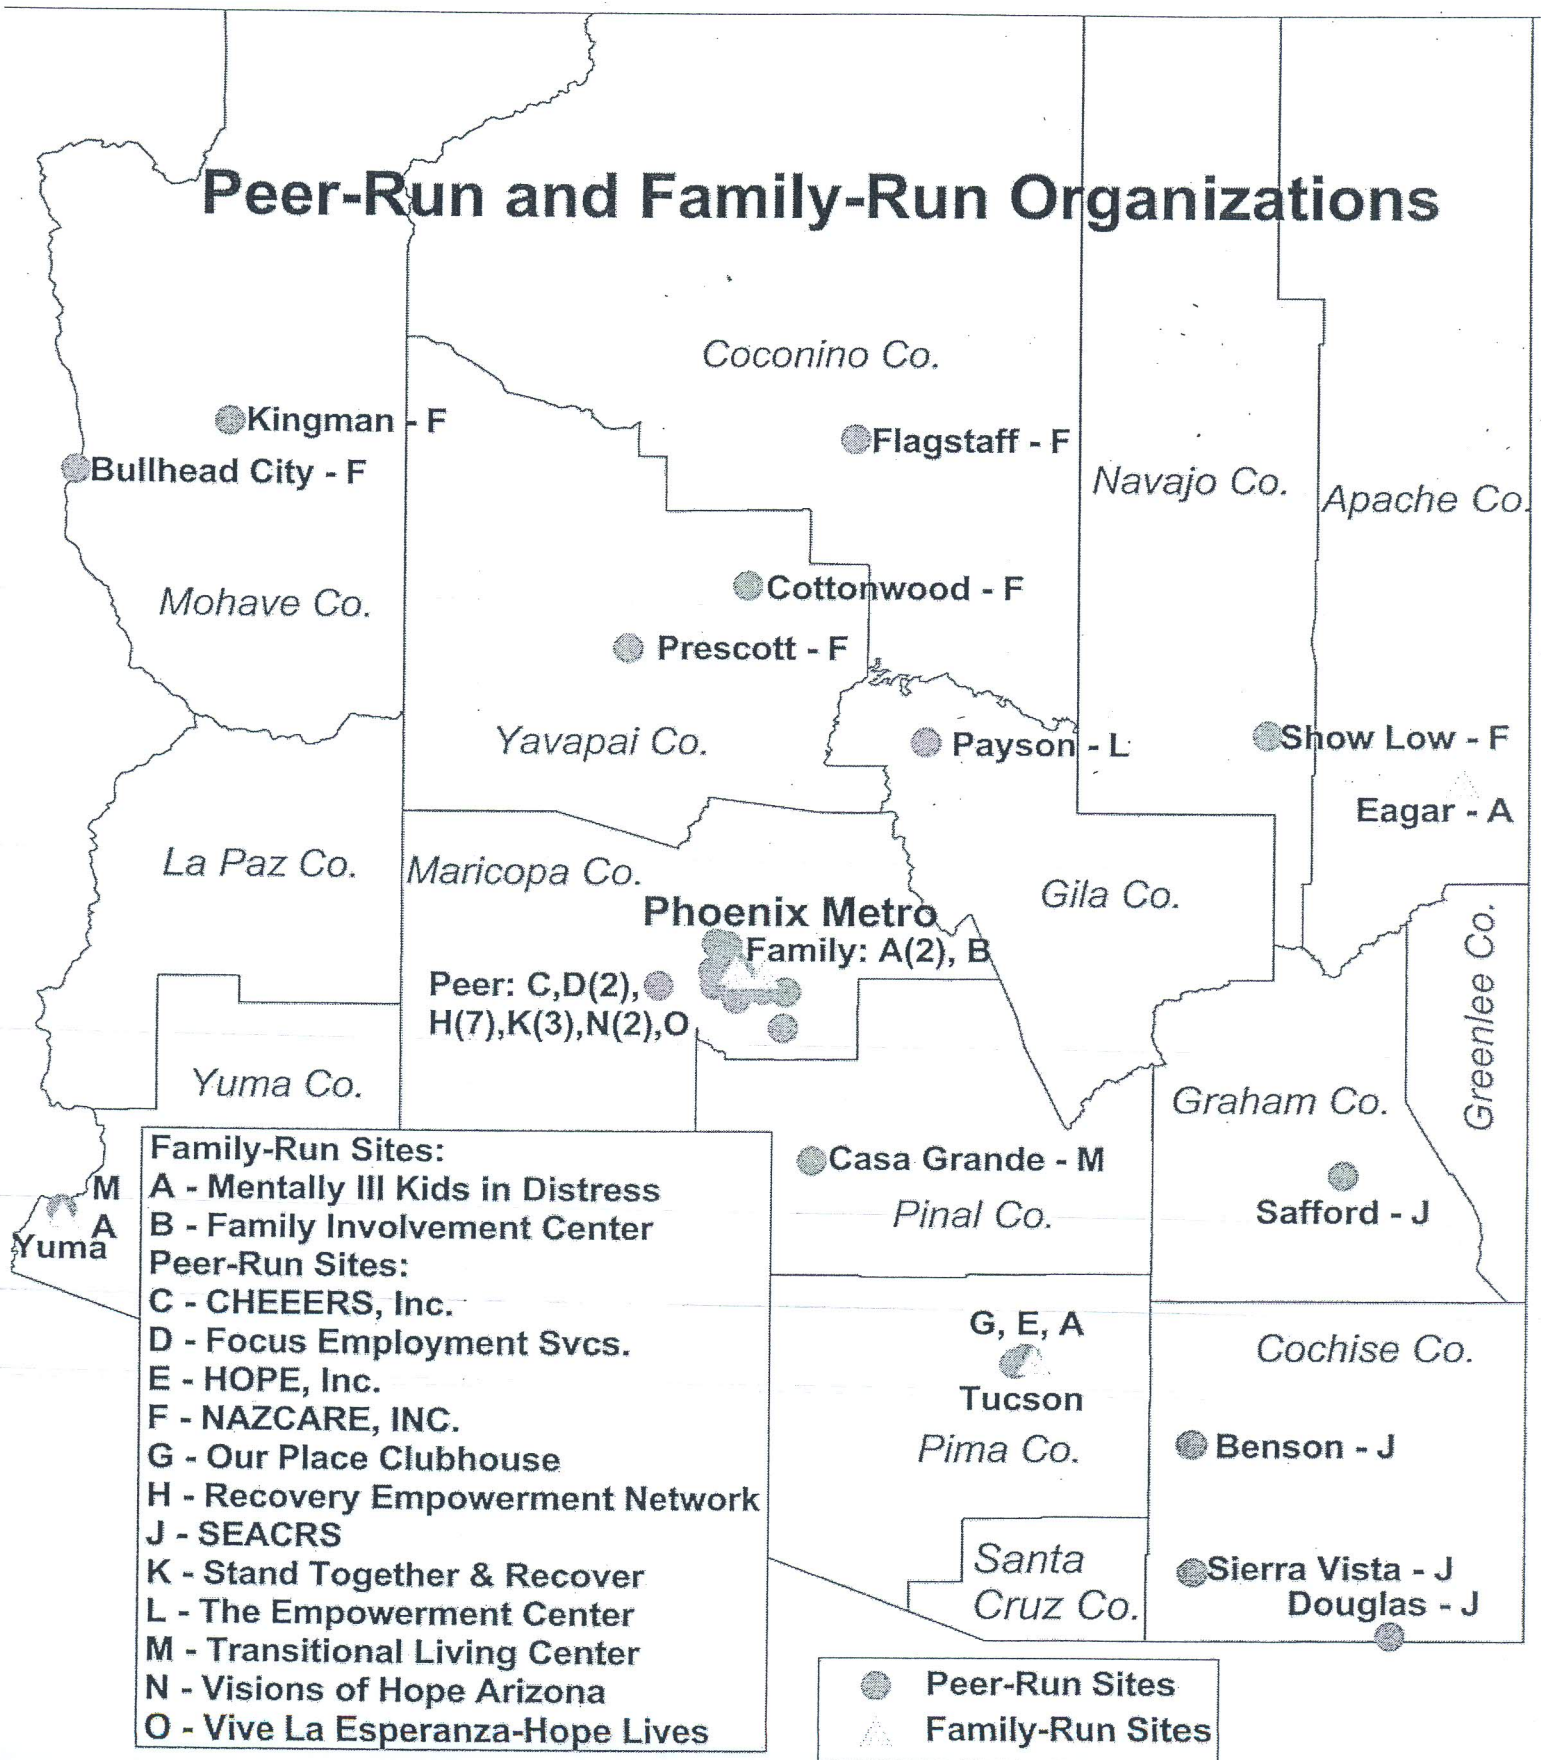 Peer-Run and Family-Run Organizations
Coconino Co.
Kingman - F
Flagstaff - F
Bullhead City - F
Navajo Co.
Apache Co.
Cottonwood - F
Mohave Co.
Prescott - F
Yavapai Co.
Payson - L
Show Low - F
Eagar - A
La Paz Co.
Maricopa Co.
Gila Co.
Phoenix Metro
Family: A(2), B
Peer: C,D(2),
H(7),K(3),N(2),O
Greenlee Co.
Yuma Co.
Graham Co.
Casa Grande - M
Pinal Co.
Safford - J
M
A
Yuma
Family-Run Sites:
A - Mentally Ill Kids in Distress
B - Family Involvement Center
Peer-Run Sites:
C - CHEEERS, Inc.
D - Focus Employment Svcs.
E - HOPE, Inc.
F - NAZCARE, INC.
G - Our Place Clubhouse
H - Recovery Empowerment Network
J - SEACRS
K - Stand Together & Recover
L - The Empowerment Center
M - Transitional Living Center
N - Visions of Hope Arizona
O - Vive La Esperanza-Hope Lives
G, E, A
Tucson
Pima Co.
Cochise Co.
Benson - J
Santa
Cruz Co.
Sierra Vista - J
Douglas - J
Peer-Run Sites
Family-Run Sites